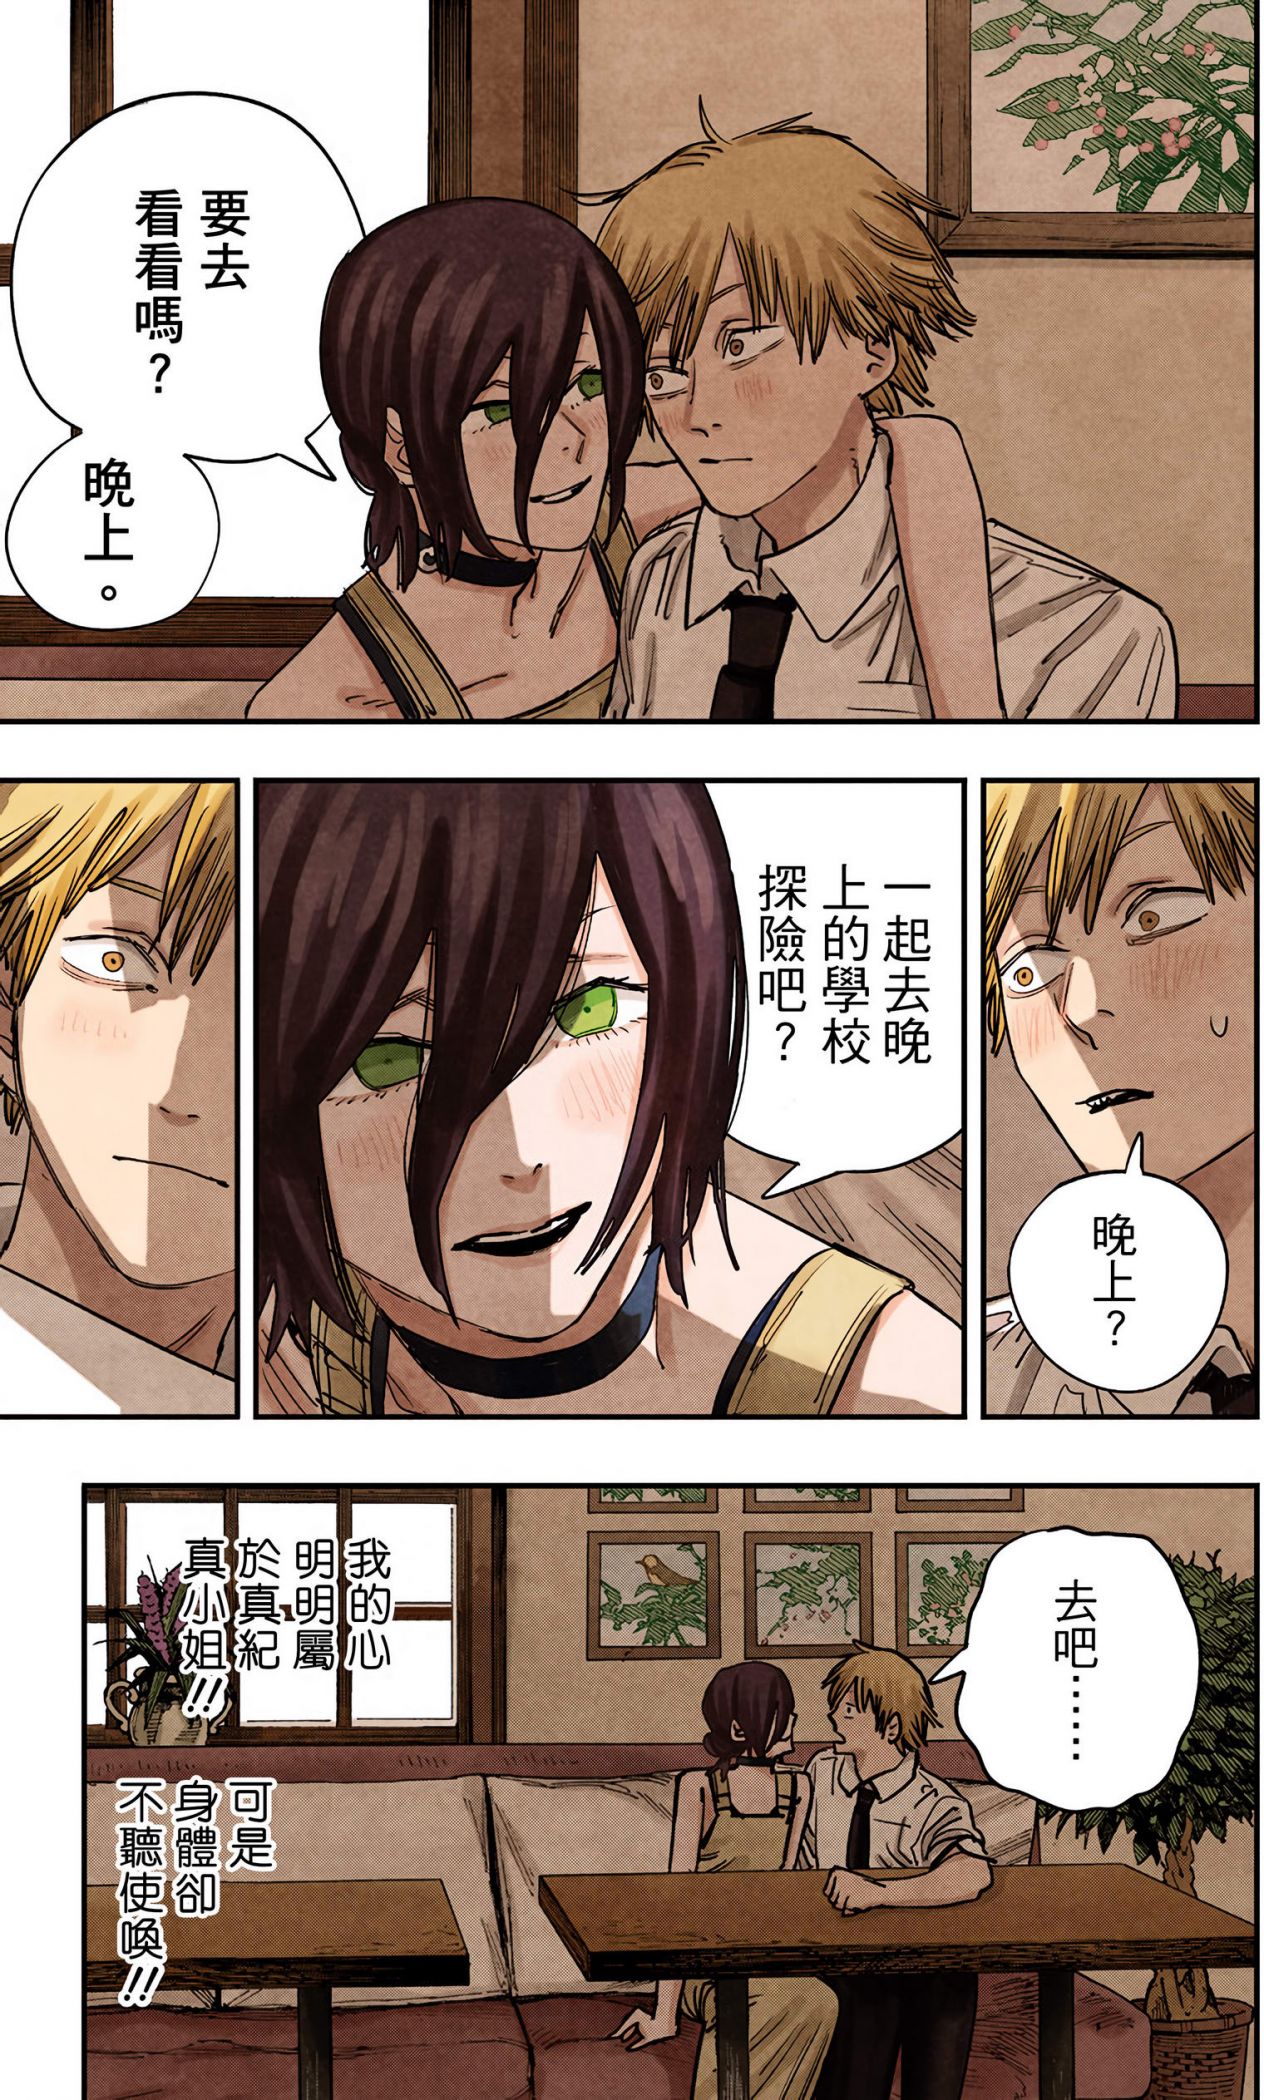 要去
看看嗎？
晚上。
晚上？
一起去晚
上的學校
探險吧？
去吧……
我的心
明明屬
於真紀
真小姐!!
可是
身體卻
不聽使喚!!